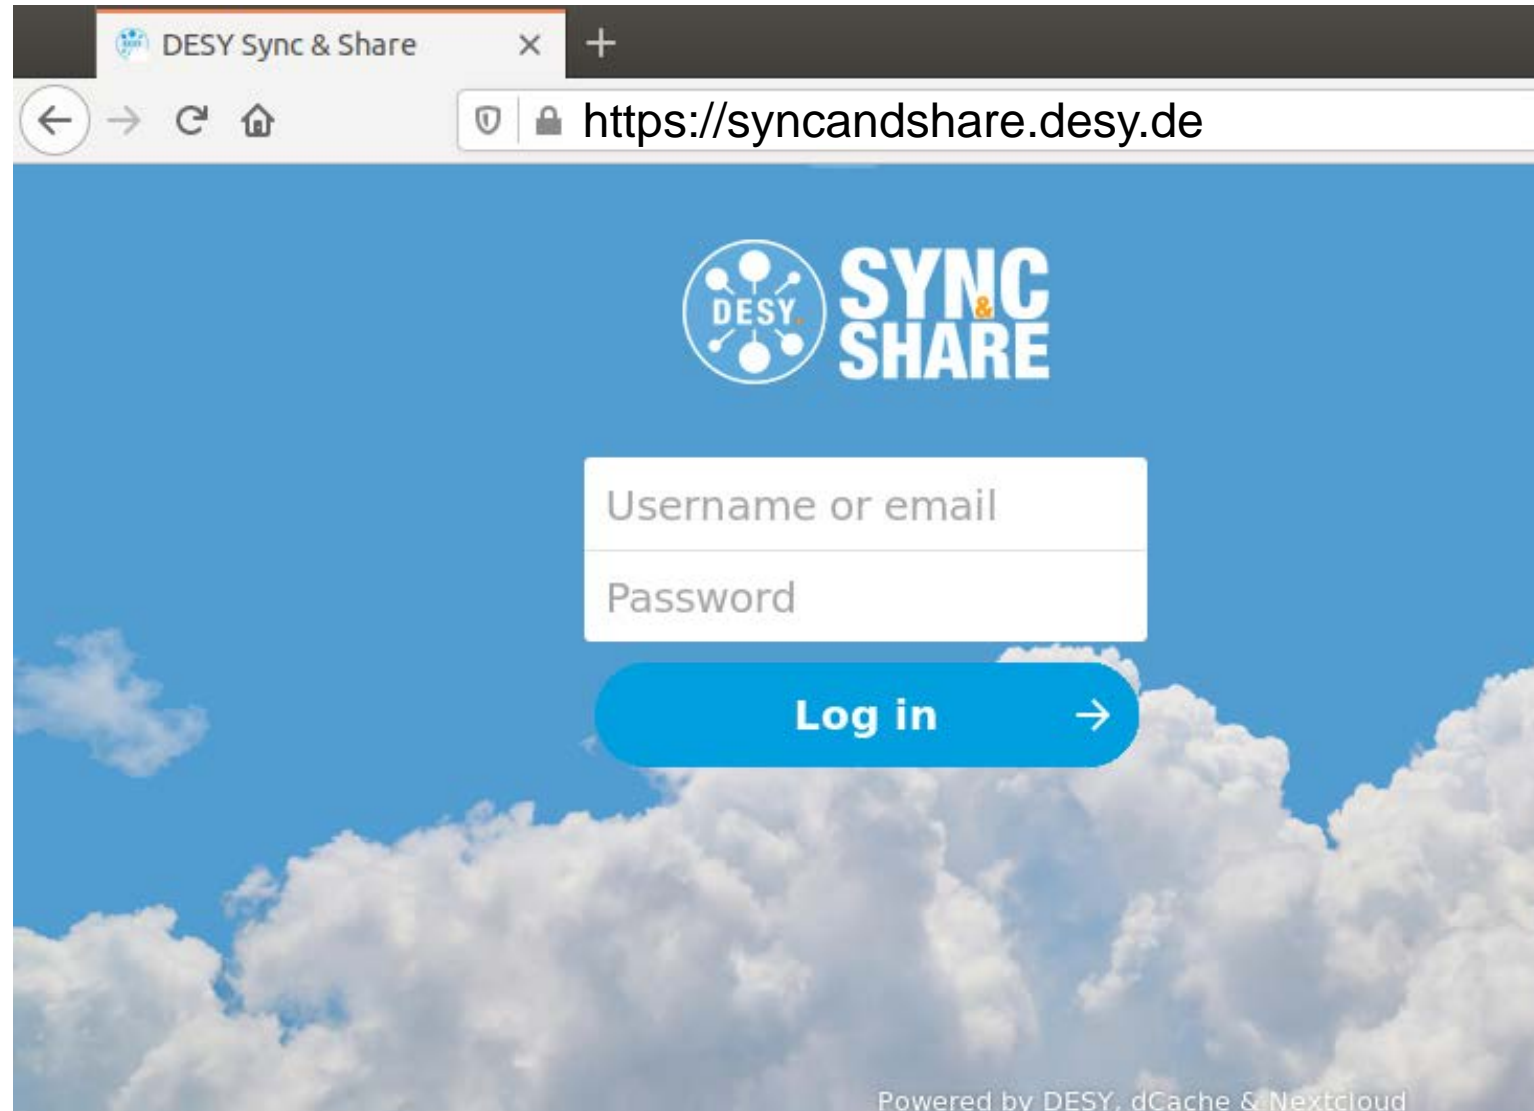 DESY Sync & Share
https://syncandshare.desy.de
DESY.
SYNC
&
SHARE
Username or email
Password
Log in
Powered by DESY, dCache & Nextcloud